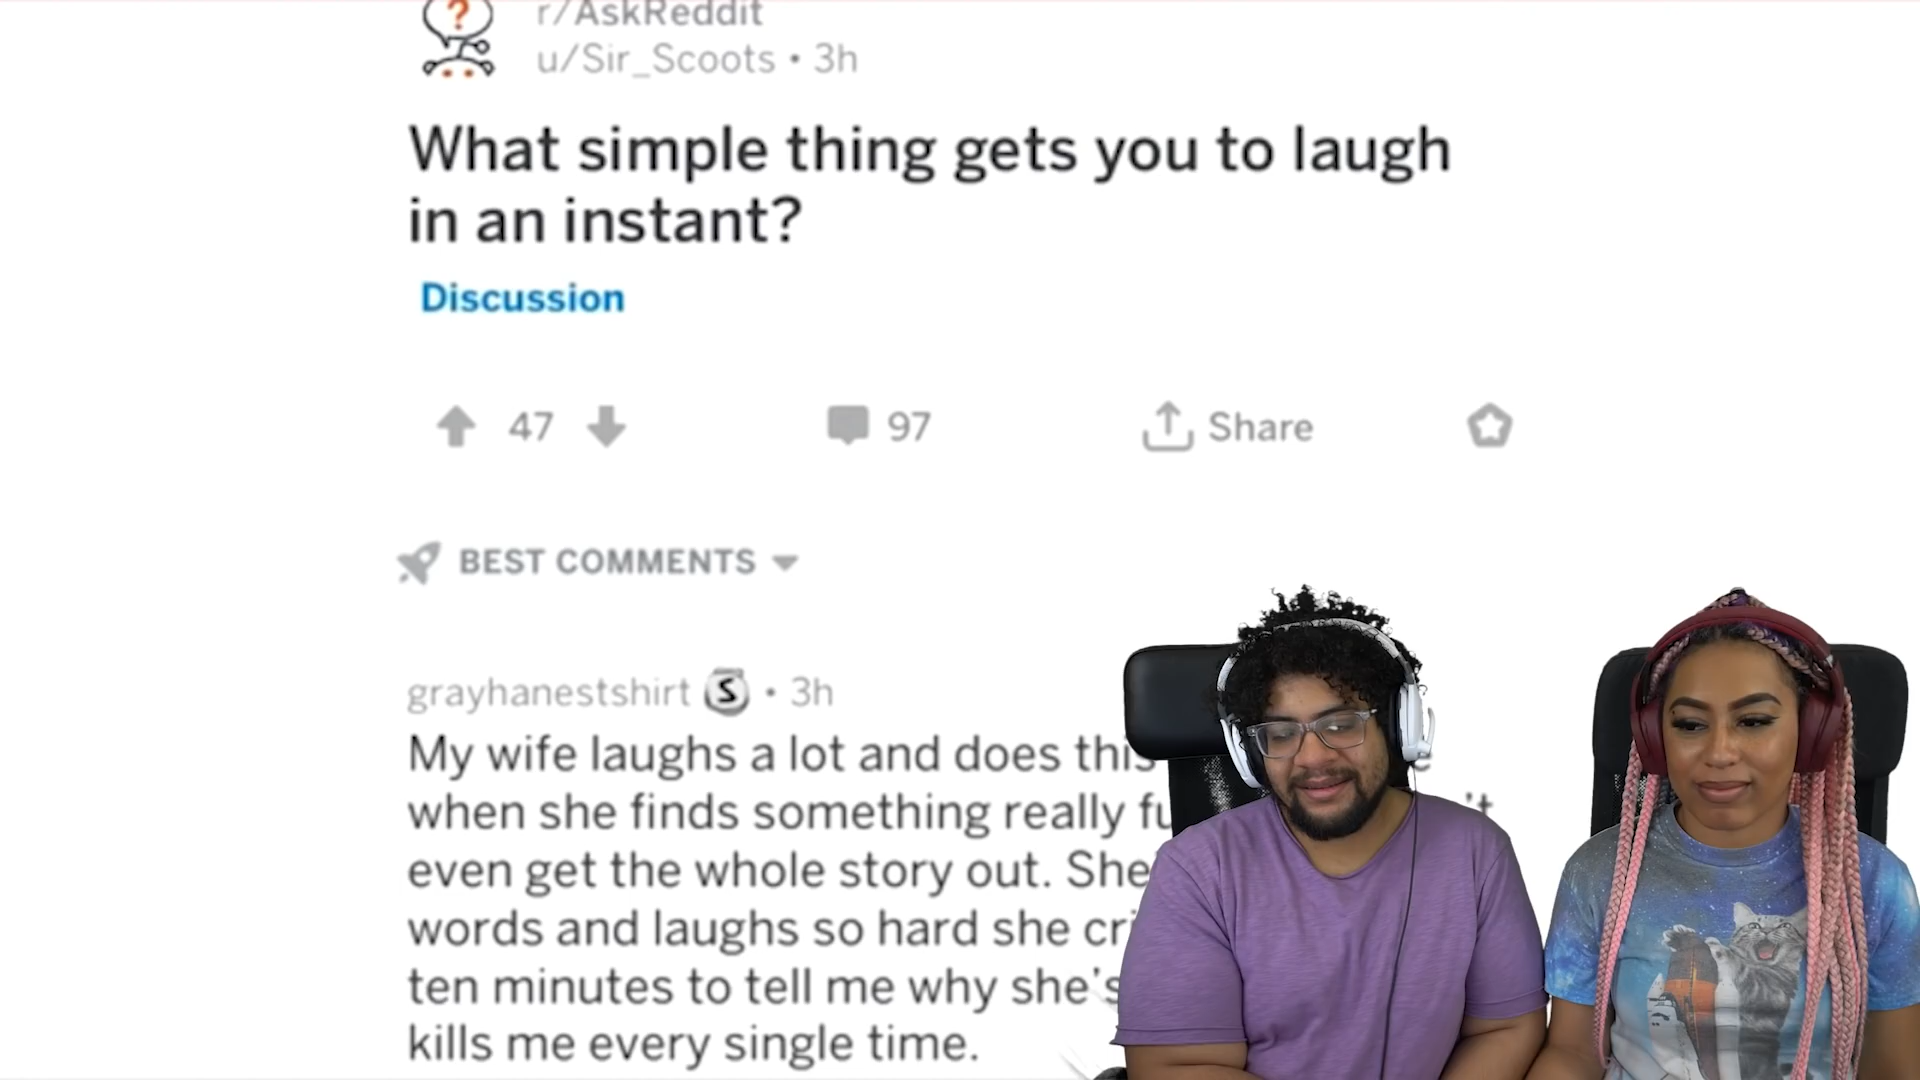 r/AskReddit
u/Sir_Scoots • 3h
What simple thing gets you to laugh
in an instant?
Discussion
47
97
Share
BEST COMMENTS
grayhanestshirt S • 3h
My wife laughs a lot and does this
when she finds something really
't
even get the whole story out. She
words and laughs so hard she
ten minutes to tell me why she's
kills me every single time.